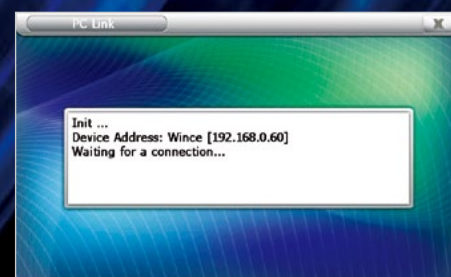 PC Link
X
Init ...
Device Address: Wince [192.168.0.60]
Waiting for a connection...